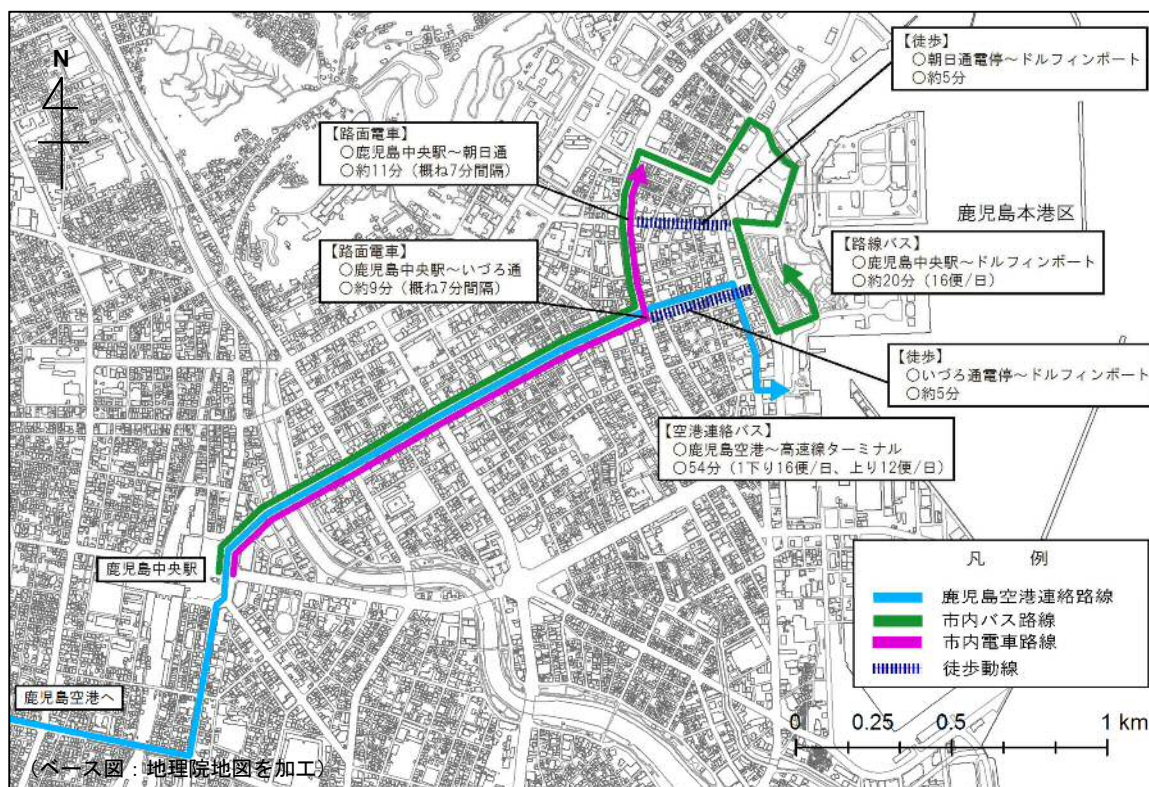 N
【徒歩】
○朝日通電停～ドルフィンポート
○約5分
【路面電車】
○鹿児島中央駅～朝日通
○約11分（概ね7分間隔）
鹿児島本港区
【路線バス】
○鹿児島中央駅～ドルフィンポート
○約20分（16便/日）
【路面電車】
○鹿児島中央駅～いづろ通
○約9分（概ね7分間隔）
【徒歩】
○いづろ通電停～ドルフィンポート
○約5分
【空港連絡バス】
○鹿児島空港～高速線ターミナル
○54分（1下り16便/日、上り12便/日）
鹿児島中央駅
凡　例
鹿児島空港連絡路線
市内バス路線
市内電車路線
徒歩動線
鹿児島空港へ
0 0.25 0.5 1 km
（ベース図：地理院地図を加工）